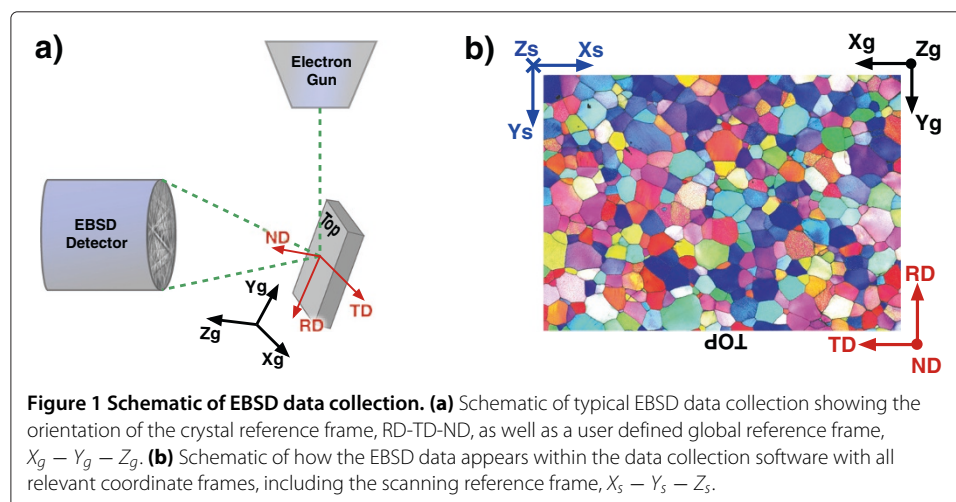 a)
Electron
Gun
EBSD
Detector
Top
ND
TD
RD
Yg
Zg
Xg
b)
Zs
Xs
Ys
Xg
Zg
Yg
RD
TD
ND
TOP
Figure 1 Schematic of EBSD data collection. (a) Schematic of typical EBSD data collection showing the
orientation of the crystal reference frame, RD-TD-ND, as well as a user defined global reference frame,
Xg − Yg − Zg. (b) Schematic of how the EBSD data appears within the data collection software with all
relevant coordinate frames, including the scanning reference frame, Xs − Ys − Zs.